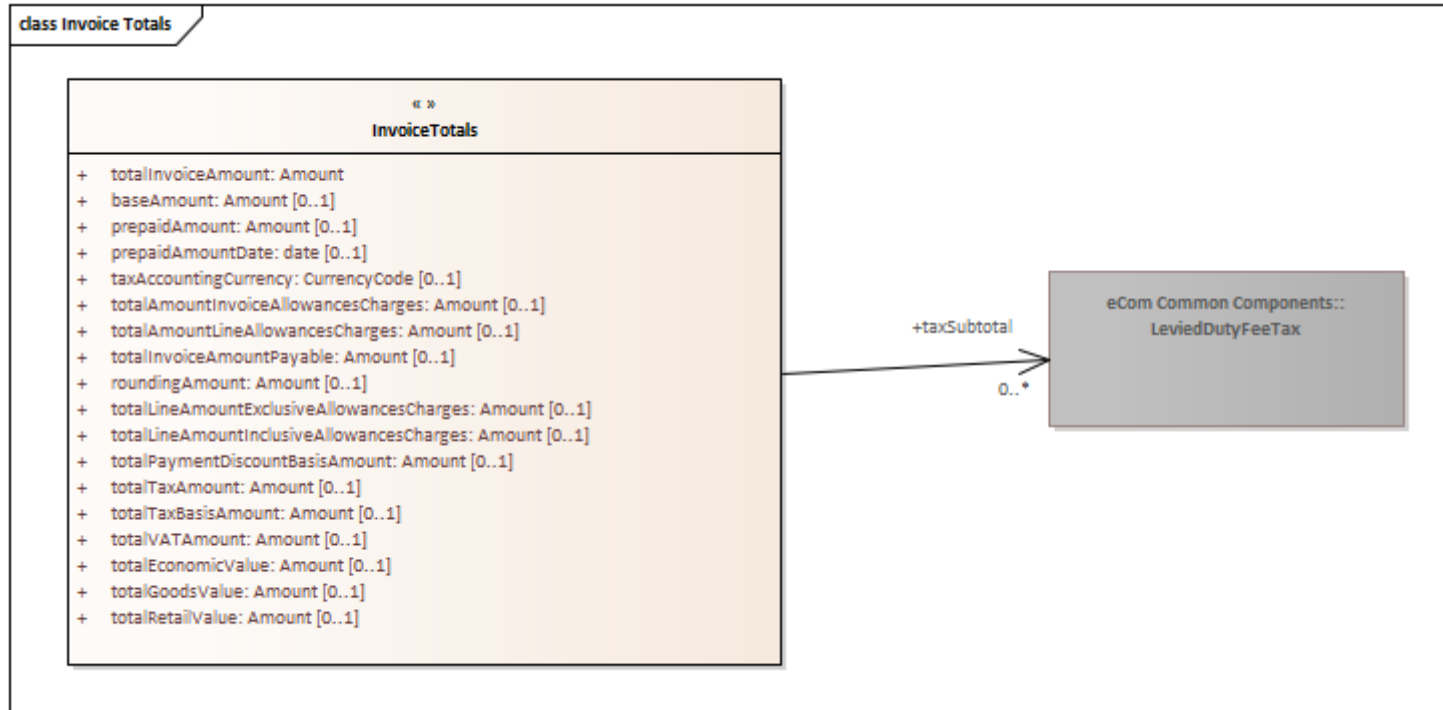 class Invoice Totals
« »
InvoiceTotals
+ totalInvoiceAmount: Amount
+ baseAmount: Amount [0..1]
+ prepaidAmount: Amount [0..1]
+ prepaidAmountDate: date [0..1]
+ taxAccountingCurrency: CurrencyCode [0..1]
+ totalAmountInvoiceAllowancesCharges: Amount [0..1]
+ totalAmountLineAllowancesCharges: Amount [0..1]
+ totalInvoiceAmountPayable: Amount [0..1]
+ roundingAmount: Amount [0..1]
+ totalLineAmountExclusiveAllowancesCharges: Amount [0..1]
+ totalLineAmountInclusiveAllowancesCharges: Amount [0..1]
+ totalPaymentDiscountBasisAmount: Amount [0..1]
+ totalTaxAmount: Amount [0..1]
+ totalTaxBasisAmount: Amount [0..1]
+ totalVATAmount: Amount [0..1]
+ totalEconomicValue: Amount [0..1]
+ totalGoodsValue: Amount [0..1]
+ totalRetailValue: Amount [0..1]
+taxSubtotal
0..*
eCom Common Components::
LeviedDutyFeeTax